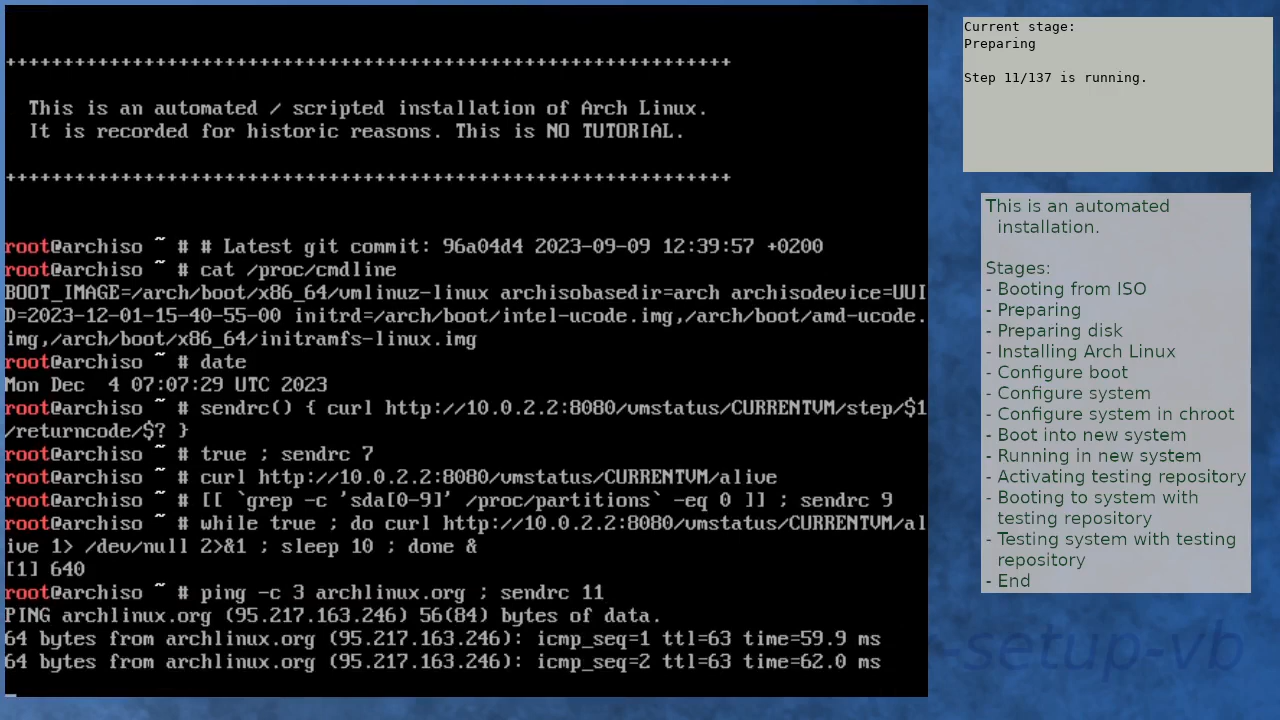 ++++++++++++++++++++++++++++++++++++++++++++++++++++++++++++++++++++++++++++++
This is an automated / scripted installation of Arch Linux.
It is recorded for historic reasons. This is NO TUTORIAL.
++++++++++++++++++++++++++++++++++++++++++++++++++++++++++++++++++++++++++++++
root@archiso ~ # # Latest git commit: 96a04d4 2023-09-09 12:39:57 +0200
root@archiso ~ # cat /proc/cmdline
BOOT_IMAGE=/arch/boot/x86_64/vmlinuz-linux archisobasedir=arch archisodevice=UUI
D=2023-12-01-15-40-55-00 initrd=/arch/boot/intel-ucode.img,/arch/boot/amd-ucode.
img,/arch/boot/x86_64/initramfs-linux.img
root@archiso ~ # date
Mon Dec  4 07:07:29 UTC 2023
root@archiso ~ # sendrc() { curl http://10.0.2.2:8080/vmstatus/CURRENTVM/step/$1
/returncode/$? }
root@archiso ~ # true ; sendrc 7
root@archiso ~ # curl http://10.0.2.2:8080/vmstatus/CURRENTVM/alive
root@archiso ~ # [[ `grep -c 'sda[0-9]' /proc/partitions` -eq 0 ]] ; sendrc 9
root@archiso ~ # while true ; do curl http://10.0.2.2:8080/vmstatus/CURRENTVM/al
ive 1> /dev/null 2>&1 ; sleep 10 ; done &
[1] 640
root@archiso ~ # ping -c 3 archlinux.org ; sendrc 11
PING archlinux.org (95.217.163.246) 56(84) bytes of data.
64 bytes from archlinux.org (95.217.163.246): icmp_seq=1 ttl=63 time=59.9 ms
64 bytes from archlinux.org (95.217.163.246): icmp_seq=2 ttl=63 time=62.0 ms
Current stage:
Preparing
Step 11/137 is running.
This is an automated
installation.
Stages:
- Booting from ISO
- Preparing
- Preparing disk
- Installing Arch Linux
- Configure boot
- Configure system
- Configure system in chroot
- Boot into new system
- Running in new system
- Activating testing repository
- Booting to system with
testing repository
- Testing system with testing
repository
- End
-setup-vb